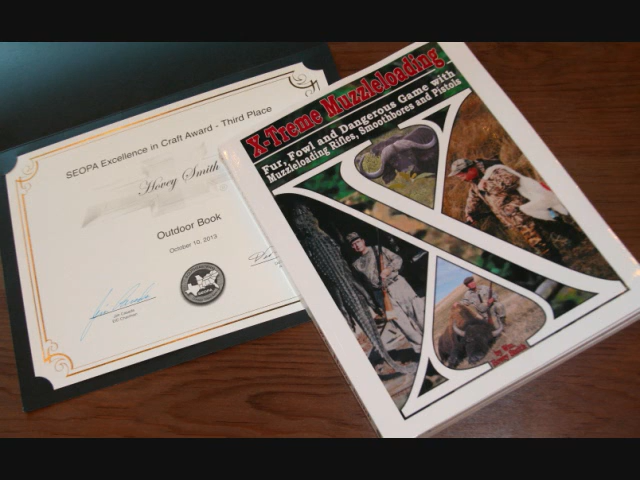 SEOPA Excellence in Craft Award - Third Place
Hovey Smith
Outdoor Book
October 10, 2013
X-Treme Muzzleloading
Fur, Fowl and Dangerous Game with
Muzzleloading Rifles, Smoothbores and Pistols